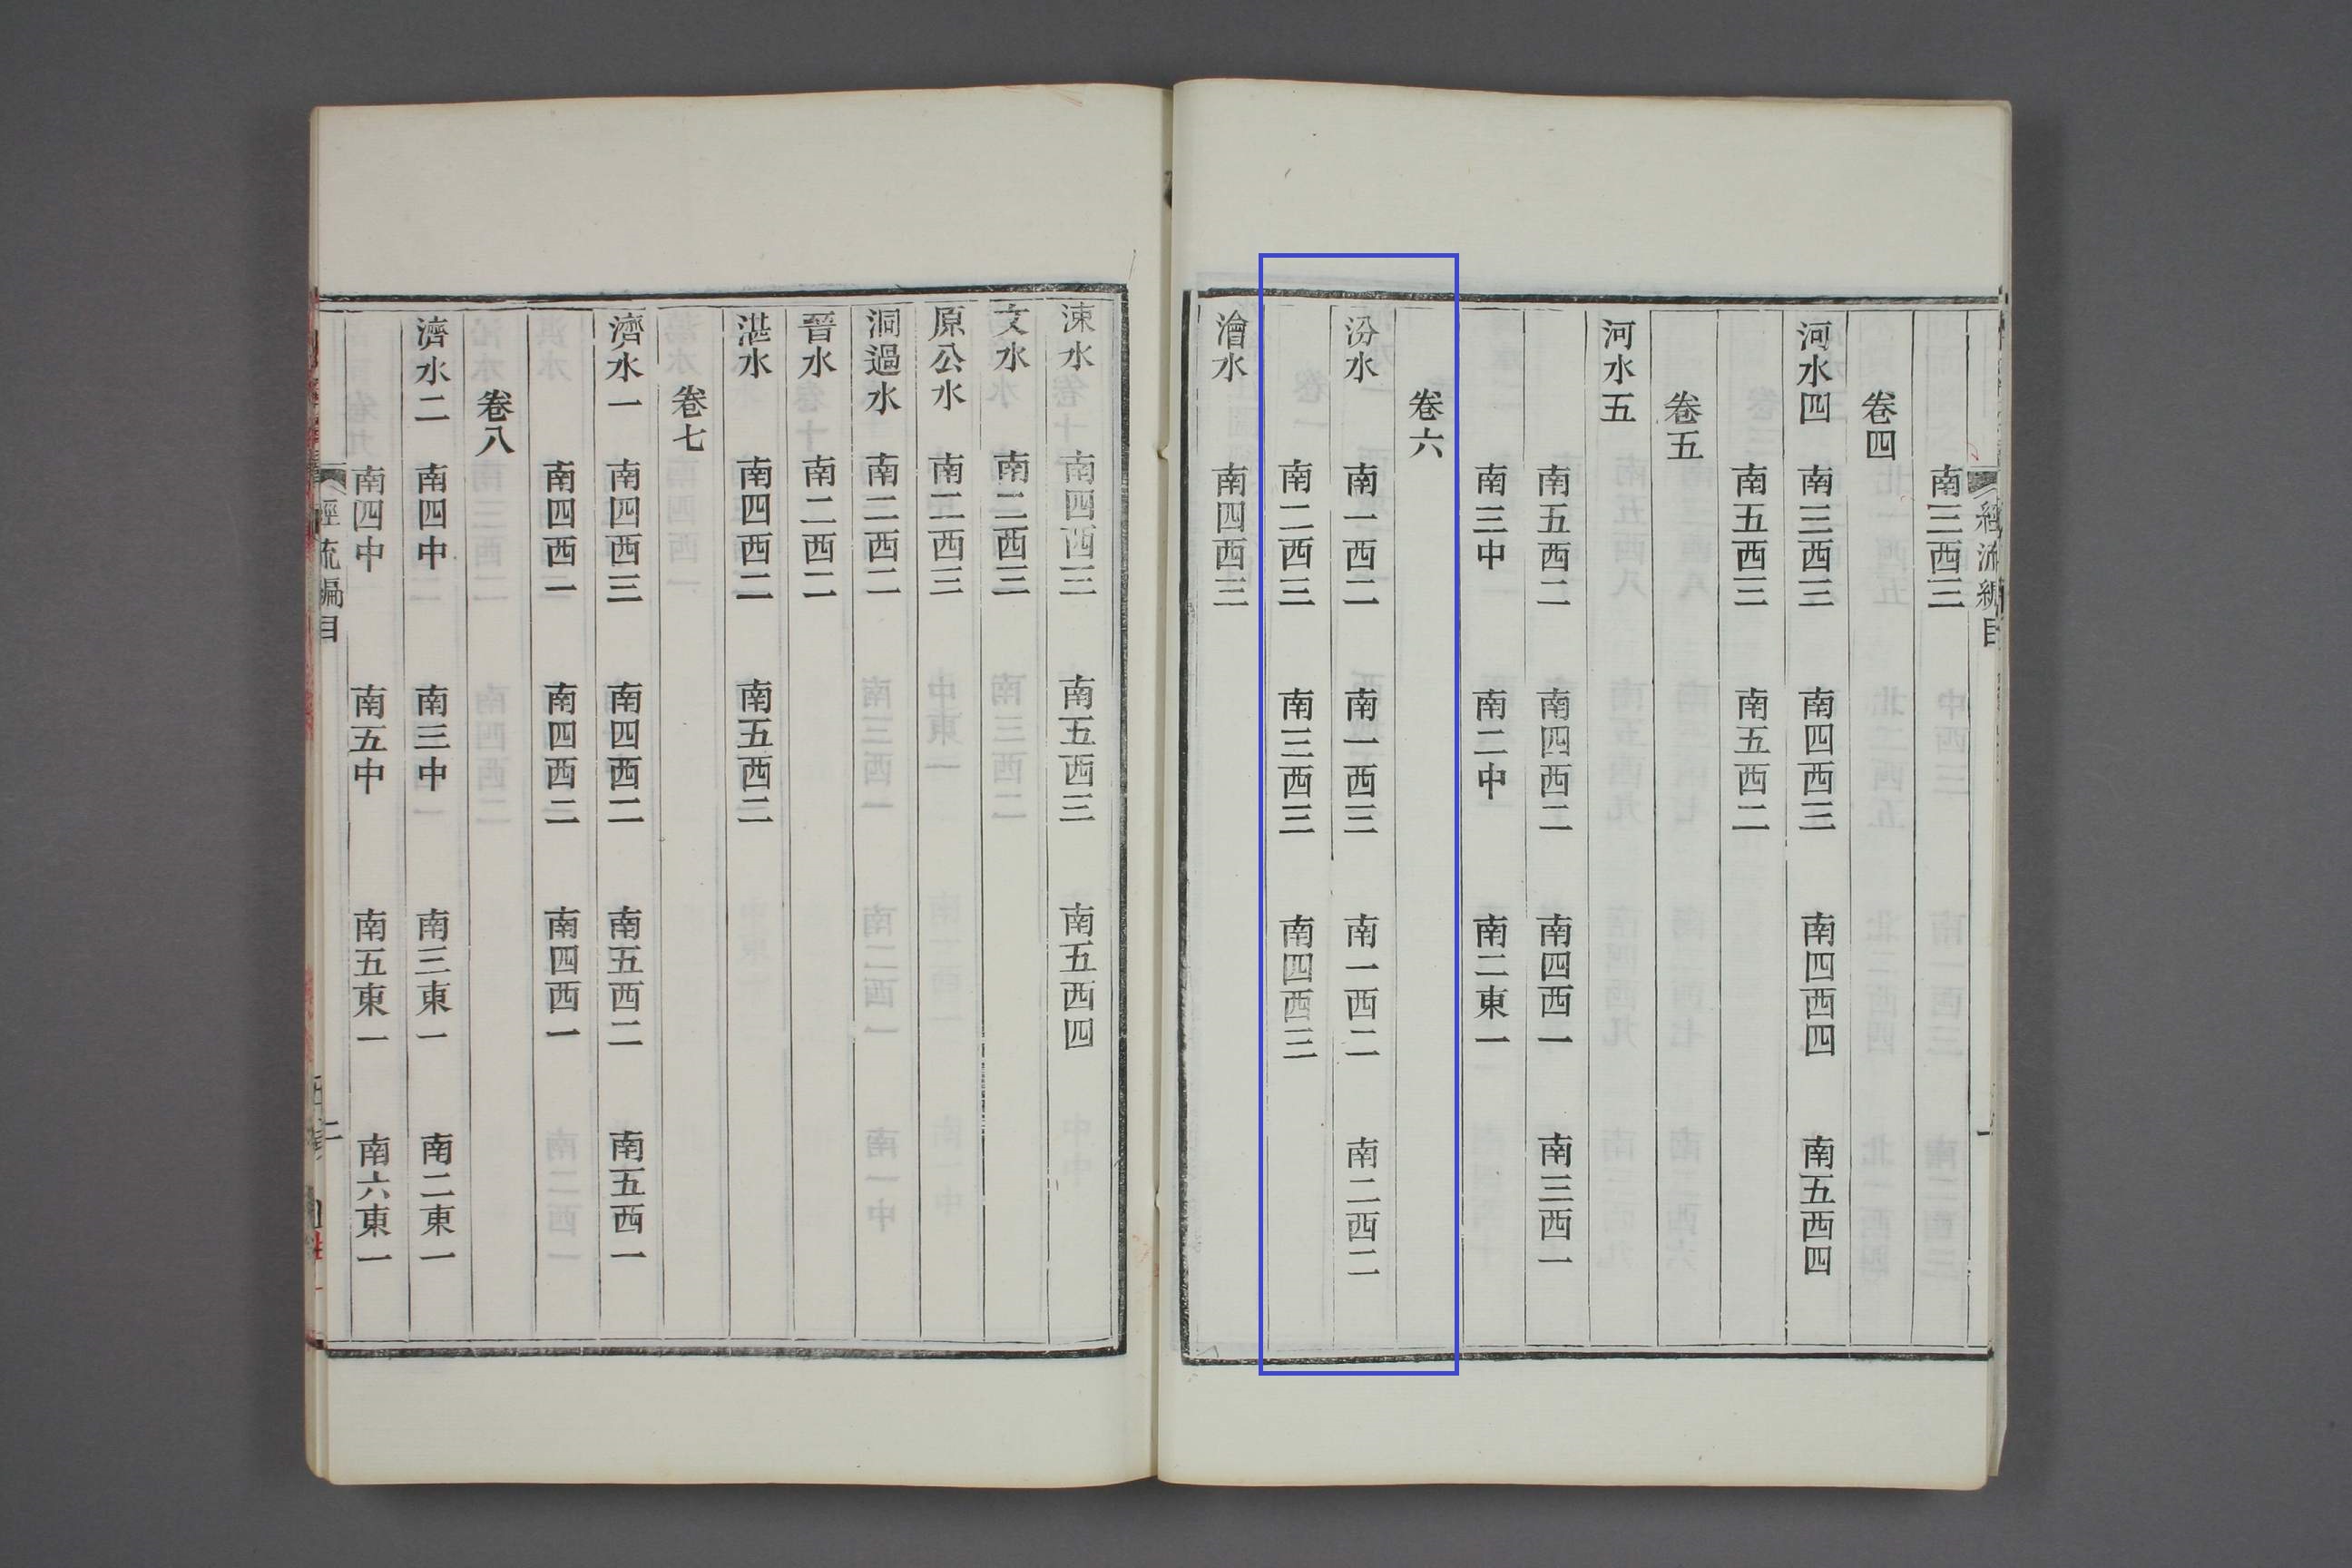 經流編目 一
南三西三
卷四
河水四 南三西三 南四西三 南四西四 南五西四
南五西三 南五西二
卷五
河水五
南五西二 南四西二 南四西一 南三西一
南三中 南二中 南二東一
卷六
汾水 南一西二 南一西三 南一西二 南二西二
南二西三 南三西三 南四西三
澮水 南四西三
涑水 南四西三 南五西三 南五西四
文水 南二西三
原公水 南二西三
洞過水 南二西二
晉水 南二西二
湛水 南四西二 南五西二
卷七
濟水一 南四西三 南四西二 南五西二 南五西一
南四西一 南四西二 南四西一
卷八
濟水二 南四中 南三中 南三東一 南二東一
南四中 南五中 南五東一 南六東一
經流編目 二